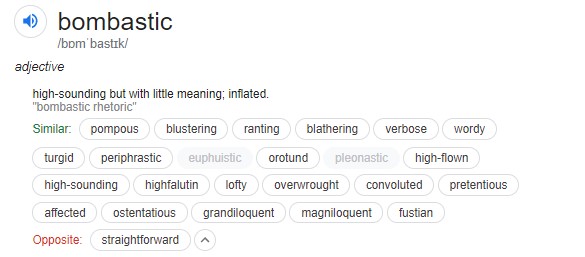 bombastic
/bɒmˈbastɪk/
adjective
high-sounding but with little meaning; inflated.
"bombastic rhetoric"
Similar: pompous blustering ranting blathering verbose wordy
turgid periphrastic euphuistic orotund pleonastic high-flown
high-sounding highfalutin lofty overwrought convoluted pretentious
affected ostentatious grandiloquent magniloquent fustian
Opposite: straightforward